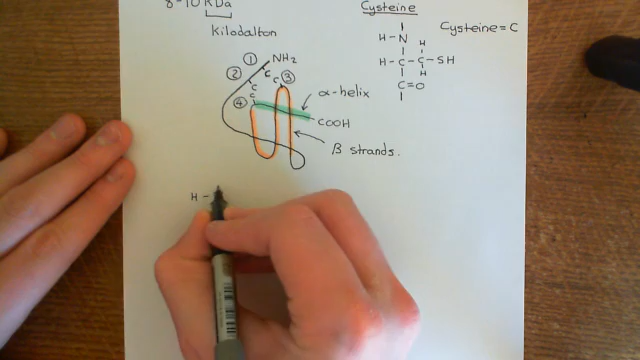 8-10 KDa
Kilodalton
Cysteine
Cysteine = C
H-N
H
H-C-C-SH
H
C=O
① NH2
②
C
C ③
C
C
④
α-helix
COOH
β strands.
H -